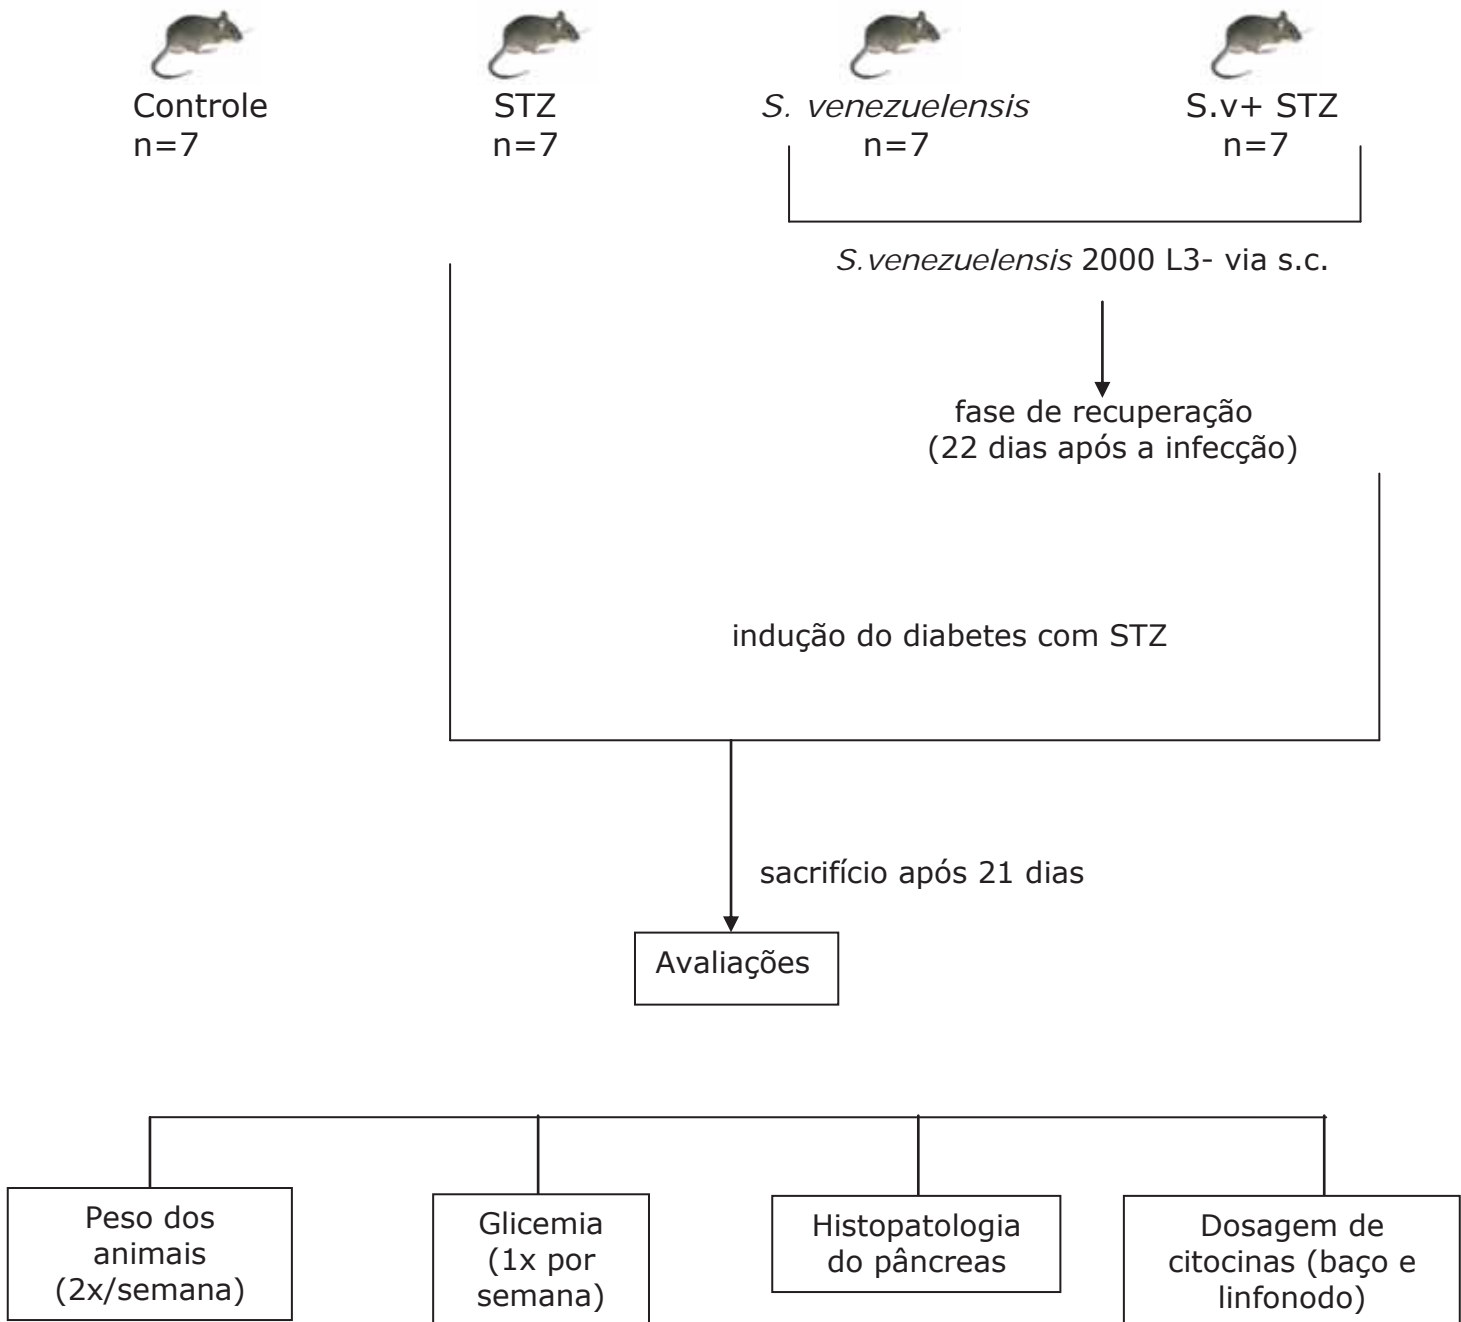 Controle
n=7
STZ
n=7
S. venezuelensis
n=7
S.v+ STZ
n=7
S.venezuelensis 2000 L3- via s.c.
fase de recuperação
(22 dias após a infecção)
indução do diabetes com STZ
sacrifício após 21 dias
Avaliações
Peso dos
animais
(2x/semana)
Glicemia
(1x por
semana)
Histopatologia
do pâncreas
Dosagem de
citocinas (baço e
linfonodo)